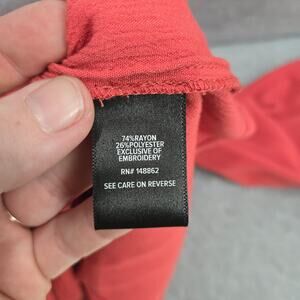 74%RAYON
26%POLYESTER
EXCLUSIVE OF
EMBROIDERY
RN# 148862
SEE CARE ON REVERSE